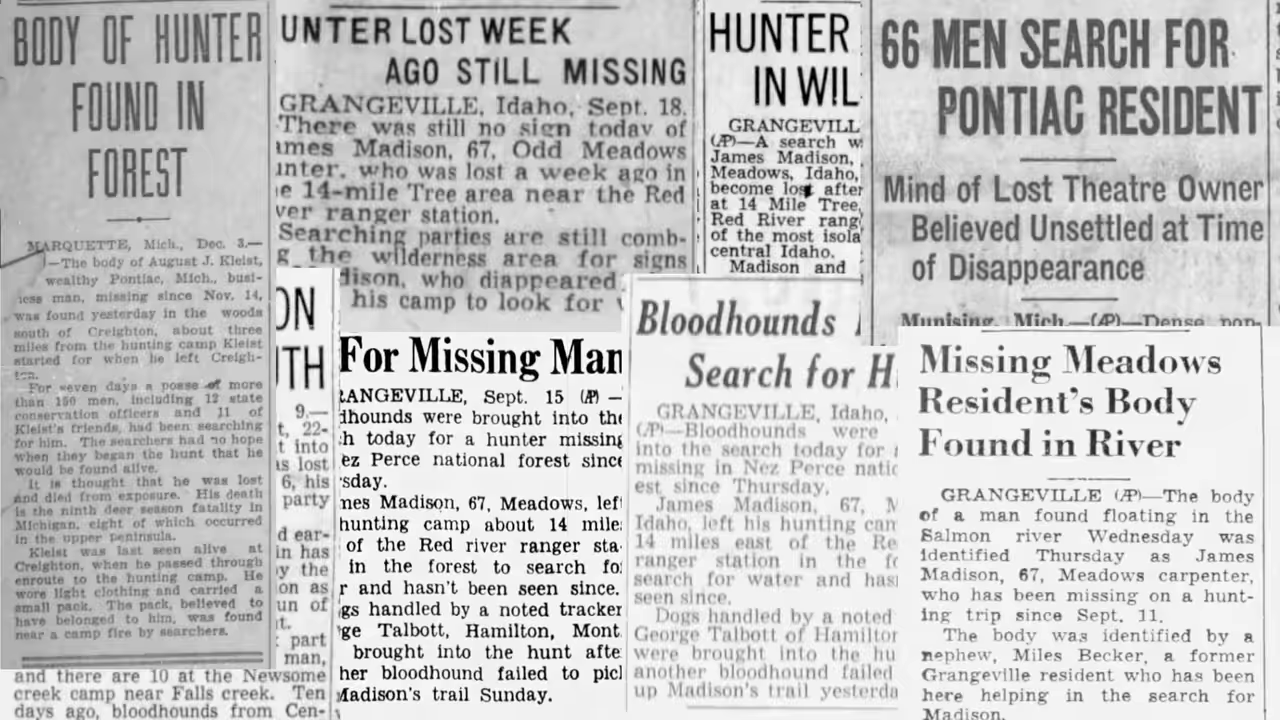 BODY OF HUNTER
FOUND IN
FOREST
MARQUETTE, Mich., Dec. 3.—
—The body of August J. Kleist,
wealthy Pontiac, Mich., busi-
ness man, missing since Nov. 14,
was found yesterday in the woods
south of Creighton, about three
miles from the hunting camp Kleist
started for when he left Creigh-
ton.
For seven days a posse of more
than 150 men, including 12 state
conservation officers and 11 of
Kleist's friends, had been searching
for him. The searchers had no hope
when they began the hunt that he
would be found alive.
It is thought that he was lost
and died from exposure. His death
is the ninth deer season fatality in
Michigan, eight of which occurred
in the upper peninsula.
Kleist was last seen alive at
Creighton, when he passed through
enroute to the hunting camp. He
wore light clothing and carried a
small pack. The pack, believed to
have belonged to him, was found
near a camp fire by searchers.
and there are 10 at the Newsome
creek camp near Falls creek. Ten
days ago, bloodhounds from Cen-
UNTER LOST WEEK
AGO STILL MISSING
GRANGEVILLE, Idaho, Sept. 18.
There was still no sign today of
ames Madison, 67, Odd Meadows
unter, who was lost a week ago in
e 14-mile Tree area near the Red
ver ranger station.
Searching parties are still comb-
g the wilderness area for signs
dison, who diappeared
his camp to look for
ON
TH
9.—
t, 22-
t into
as lost
6, his
party
d ear-
in has
y the
on as
un of
t.
part
man,
For Missing Man
RANGEVILLE, Sept. 15 (AP) —
dhounds were brought into the
h today for a hunter missing
ez Perce national forest since
sday.
mes Madison, 67, Meadows, left
hunting camp about 14 mile
of the Red river ranger sta-
in the forest to search fo
r and hasn't been seen since.
gs handled by a noted tracker
ge Talbott, Hamilton, Mont.
brought into the hunt afte
her bloodhound failed to pick
Madison's trail Sunday.
HUNTER
IN WIL
GRANGEVILL
(AP)—A search w
James Madison,
Meadows, Idaho,
become lost after
at 14 Mile Tree,
Red River rang
of the most isola
central Idaho.
Madison and
Bloodhounds
Search for H
GRANGEVILLE, Idaho,
(AP)—Bloodhounds were
into the search today for
missing in Nez Perce natio
est since Thursday.
James Madison, 67, M
Idaho, left his hunting cam
14 miles east of the Re
ranger station in the fo
search for water and has
seen since.
Dogs handled by a noted
George Talbott of Hamilton
were brought into the hu
another bloodhound failed
up Madison's trail yesterda
66 MEN SEARCH FOR
PONTIAC RESIDENT
Mind of Lost Theatre Owner
Believed Unsettled at Time
of Disappearance
Munising, Mich.—(AP)—Dense
Missing Meadows
Resident's Body
Found in River
GRANGEVILLE (AP)—The body
of a man found floating in the
Salmon river Wednesday was
identified Thursday as James
Madison, 67, Meadows carpenter,
who has been missing on a hunt-
ing trip since Sept. 11.
The body was identified by a
nephew, Miles Becker, a former
Grangeville resident who has been
here helping in the search for
Madison.